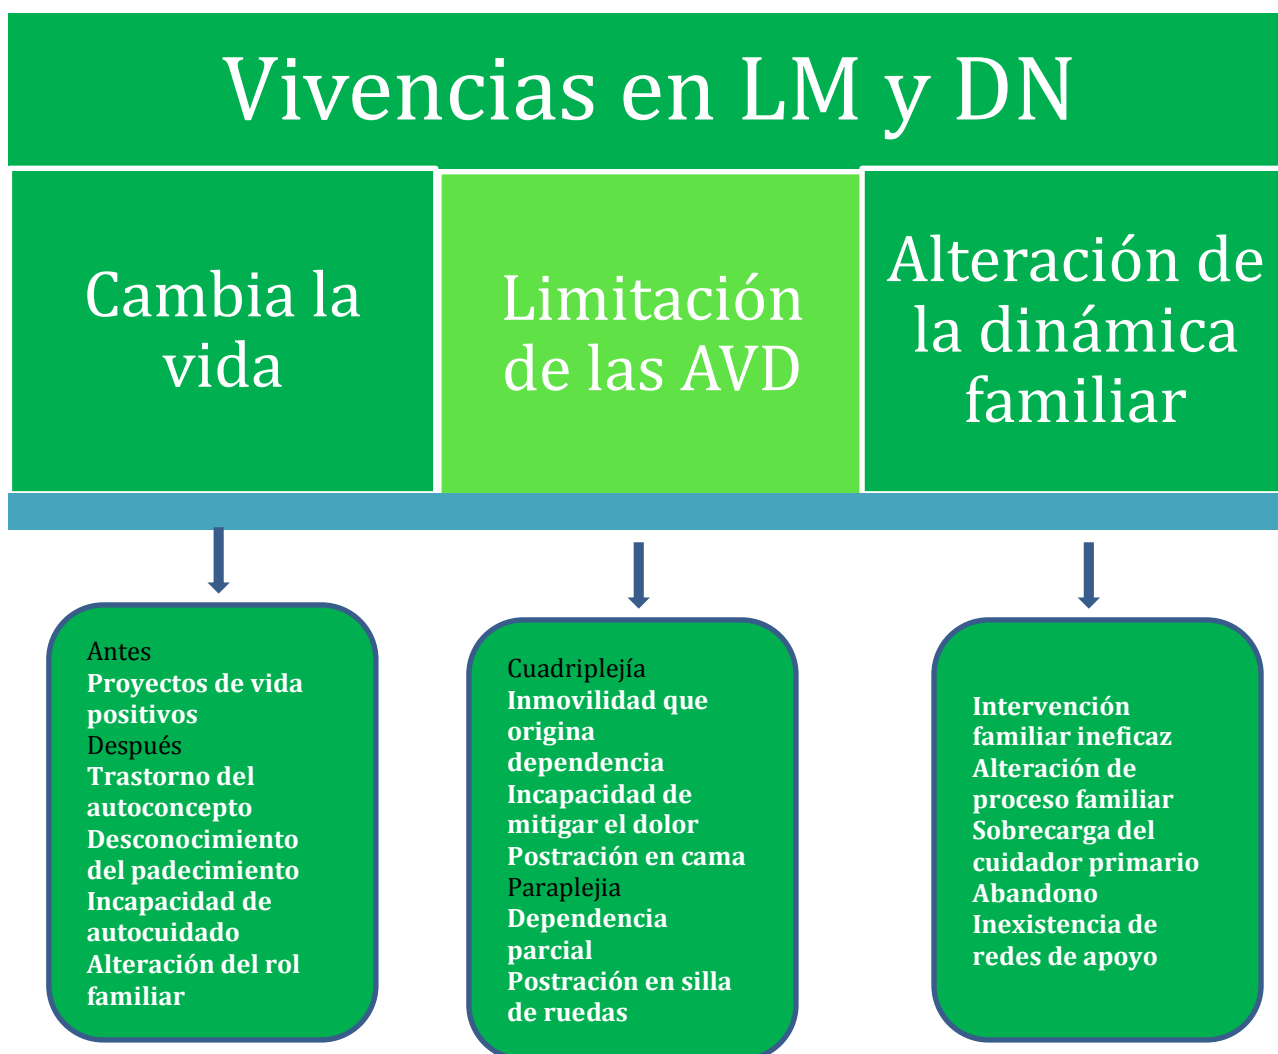 Vivencias en LM y DN
Cambia la
vida
Limitación
de las AVD
Alteración de
la dinámica
familiar
Antes
Proyectos de vida
positivos
Después
Trastorno del
autoconcepto
Desconocimiento
del padecimiento
Incapacidad de
autocuidado
Alteración del rol
familiar
Cuadriplejía
Inmovilidad que
origina
dependencia
Incapacidad de
mitigar el dolor
Postración en cama
Paraplejia
Dependencia
parcial
Postración en silla
de ruedas
Intervención
familiar ineficaz
Alteración de
proceso familiar
Sobrecarga del
cuidador primario
Abandono
Inexistencia de
redes de apoyo